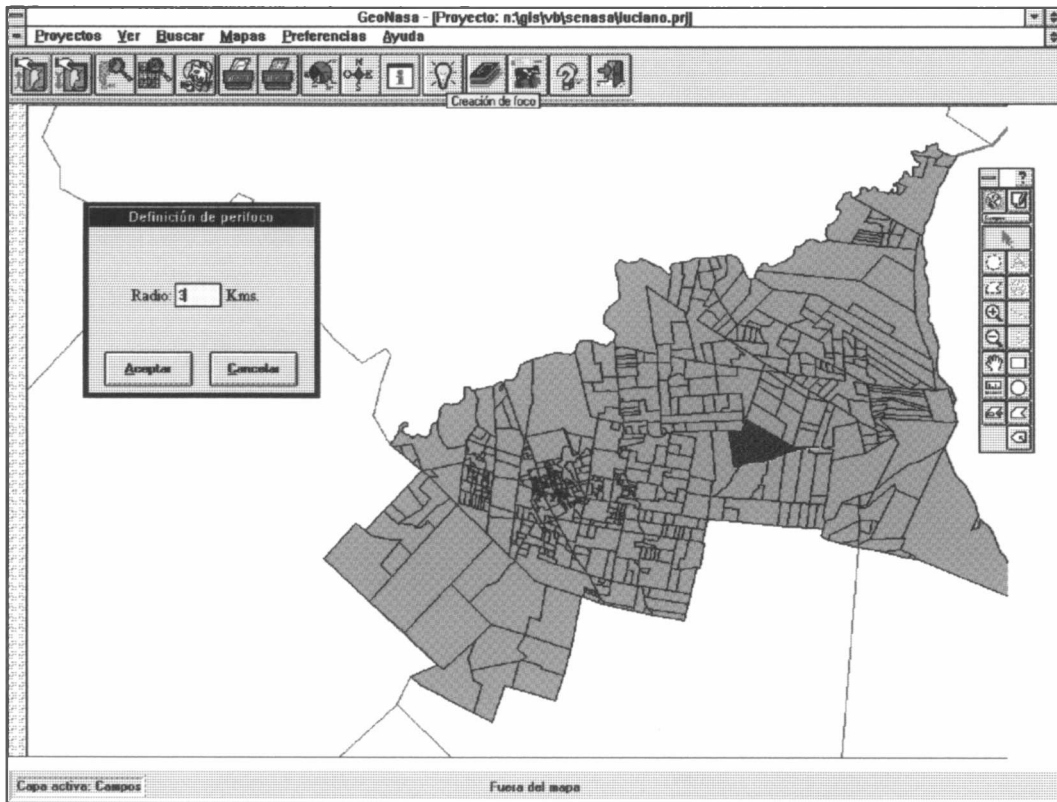 GeoNasa - [Proyecto: n:\gis\vb\senasa\luciano.prj]
Proyectos Ver Buscar Mapas Preferencias Ayuda
Creación de foco
Definición de perifoco
Radio: 3 Kms.
Aceptar Cancelar
?
Capa activa: Campos Fuera del mapa